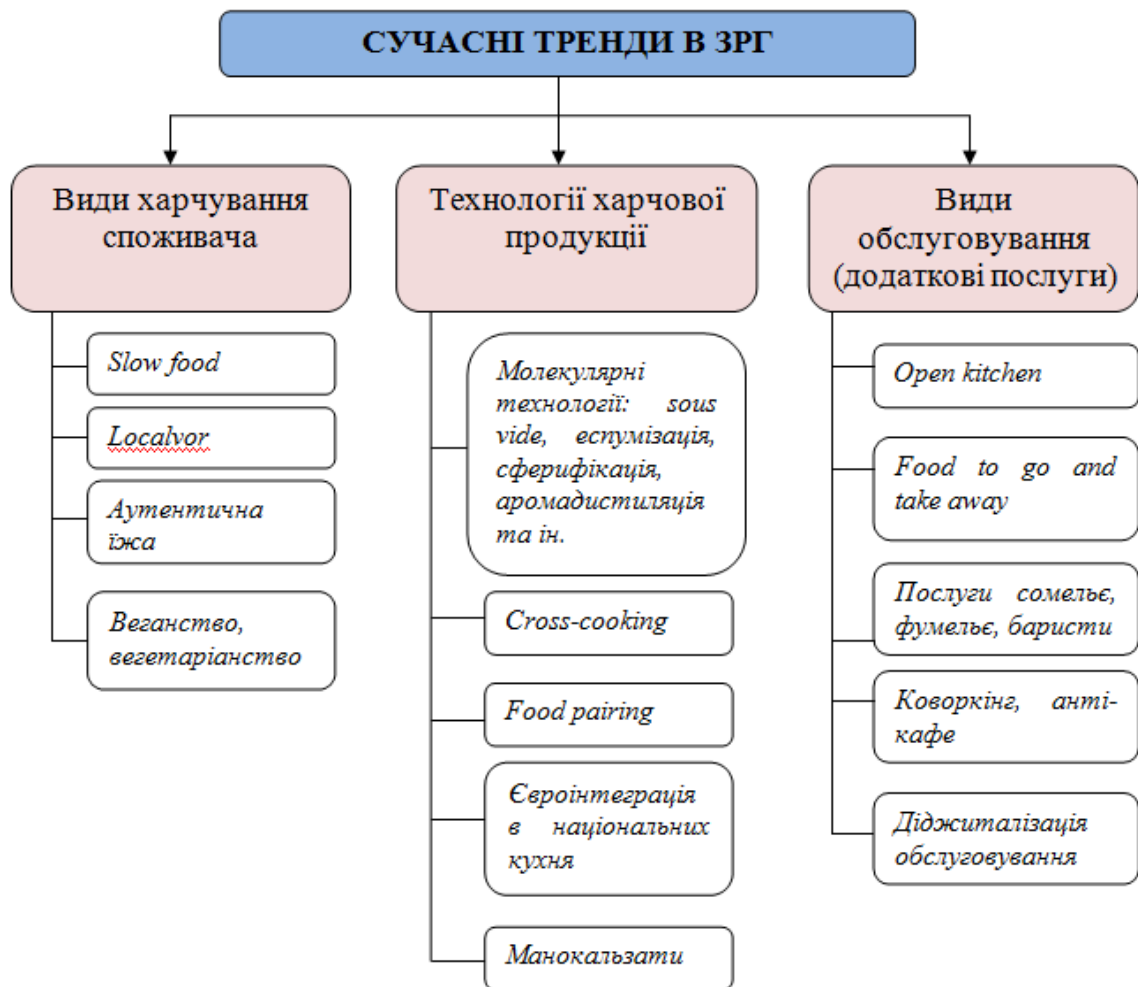 СУЧАСНІ ТРЕНДИ В ЗРГ
Види харчування
споживача
Slow food
Localvor
Аутентична
їжа
Веганство,
вегетаріанство
Технології харчової
продукції
Молекулярні
технології: sous
vide, еспумізація,
сферифікація,
аромадистиляція
та ін.
Cross-cooking
Food pairing
Євроінтеграція
в національних
кухня
Манокальзати
Види
обслуговування
(додаткові послуги)
Open kitchen
Food to go and
take away
Послуги сомельє,
фумельє, баристи
Коворкінг, анті-
кафе
Діджиталізація
обслуговування